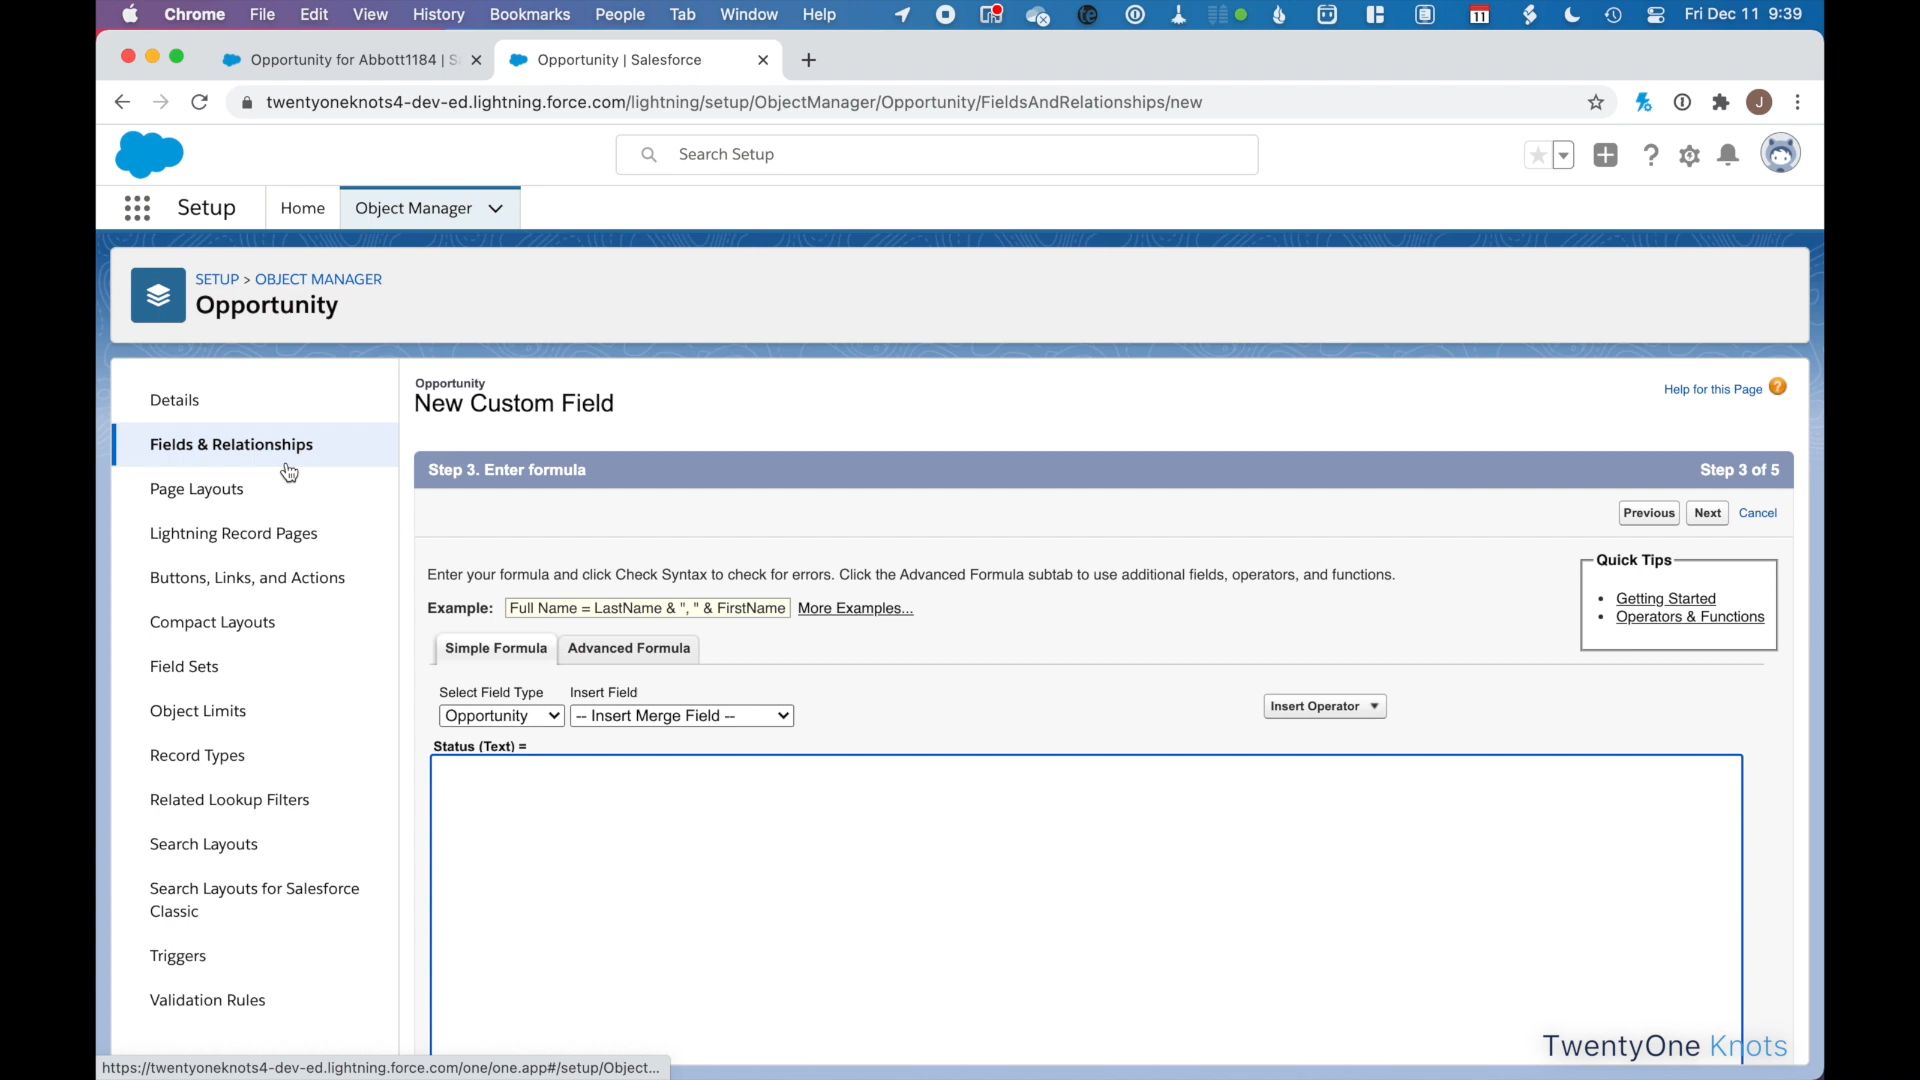 Chrome File Edit View History Bookmarks People Tab Window Help 11 Fri Dec 11 9:39
Opportunity for Abbott1184 | S Opportunity | Salesforce
twentyoneknots4-dev-ed.lightning.force.com/lightning/setup/ObjectManager/Opportunity/FieldsAndRelationships/new J
Search Setup
Setup Home Object Manager
SETUP > OBJECT MANAGER
Opportunity
Details
Fields & Relationships
Page Layouts
Lightning Record Pages
Buttons, Links, and Actions
Compact Layouts
Field Sets
Object Limits
Record Types
Related Lookup Filters
Search Layouts
Search Layouts for Salesforce
Classic
Triggers
Validation Rules
Opportunity
New Custom Field
Help for this Page
Step 3. Enter formula Step 3 of 5
Previous Next Cancel
Enter your formula and click Check Syntax to check for errors. Click the Advanced Formula subtab to use additional fields, operators, and functions.
Example: Full Name = LastName & ", " & FirstName More Examples...
Quick Tips
• Getting Started
• Operators & Functions
Simple Formula Advanced Formula
Select Field Type Insert Field
Opportunity -- Insert Merge Field -- Insert Operator
Status (Text) =
TwentyOne Knots
https://twentyoneknots4-dev-ed.lightning.force.com/one/one.app#/setup/Object...